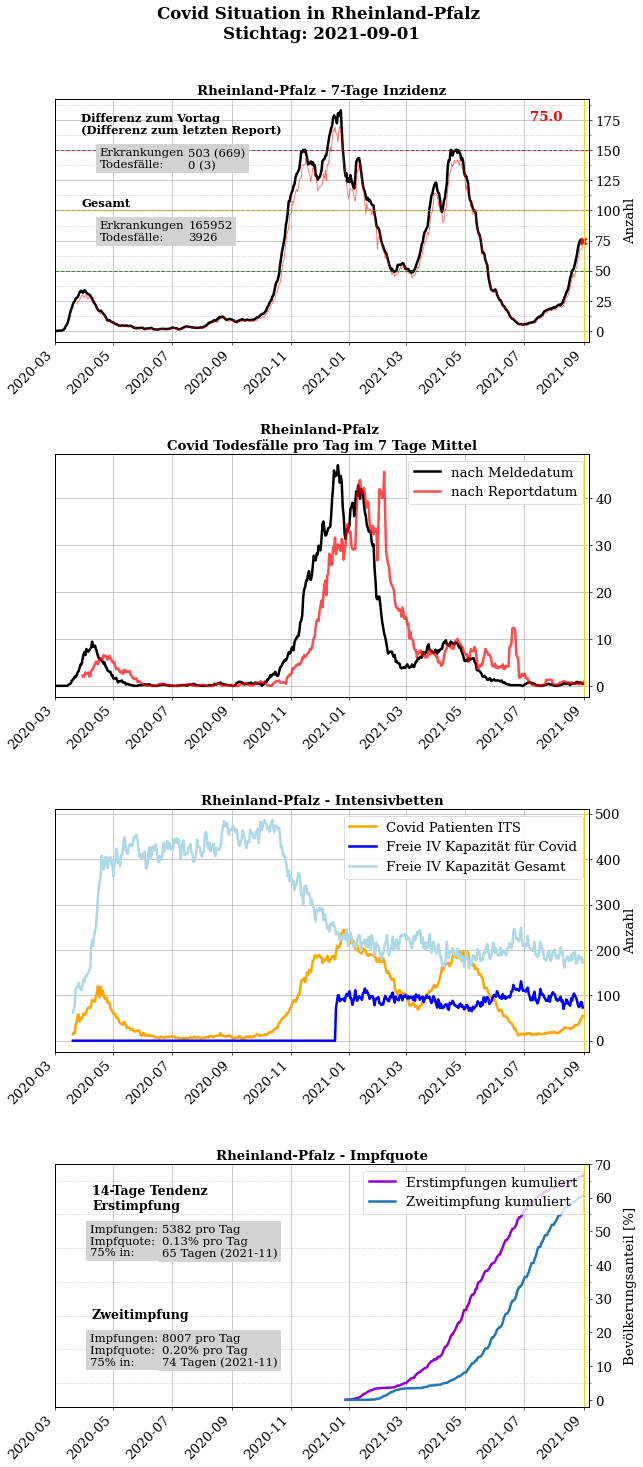 Covid Situation in Rheinland-Pfalz
Stichtag: 2021-09-01
Rheinland-Pfalz - 7-Tage Inzidenz
Differenz zum Vortag
(Differenz zum letzten Report)
Erkrankungen 503 (669)
Todesfälle: 0 (3)
Gesamt
Erkrankungen 165952
Todesfälle: 3926
75.0
175
150
125
100
75
50
25
0
Anzahl
2020-03 2020-05 2020-07 2020-09 2020-11 2021-01 2021-03 2021-05 2021-07 2021-09
Rheinland-Pfalz
Covid Todesfälle pro Tag im 7 Tage Mittel
nach Meldedatum
nach Reportdatum
40
30
20
10
0
2020-03 2020-05 2020-07 2020-09 2020-11 2021-01 2021-03 2021-05 2021-07 2021-09
Rheinland-Pfalz - Intensivbetten
Covid Patienten ITS
Freie IV Kapazität für Covid
Freie IV Kapazität Gesamt
500
400
300
200
100
0
Anzahl
2020-03 2020-05 2020-07 2020-09 2020-11 2021-01 2021-03 2021-05 2021-07 2021-09
Rheinland-Pfalz - Impfquote
14-Tage Tendenz
Erstimpfung
Impfungen: 5382 pro Tag
Impfquote: 0.13% pro Tag
75% in: 65 Tagen (2021-11)
Zweitimpfung
Impfungen: 8007 pro Tag
Impfquote: 0.20% pro Tag
75% in: 74 Tagen (2021-11)
Erstimpfungen kumuliert
Zweitimpfung kumuliert
70
60
50
40
30
20
10
0
Bevölkerungsanteil [%]
2020-03 2020-05 2020-07 2020-09 2020-11 2021-01 2021-03 2021-05 2021-07 2021-09